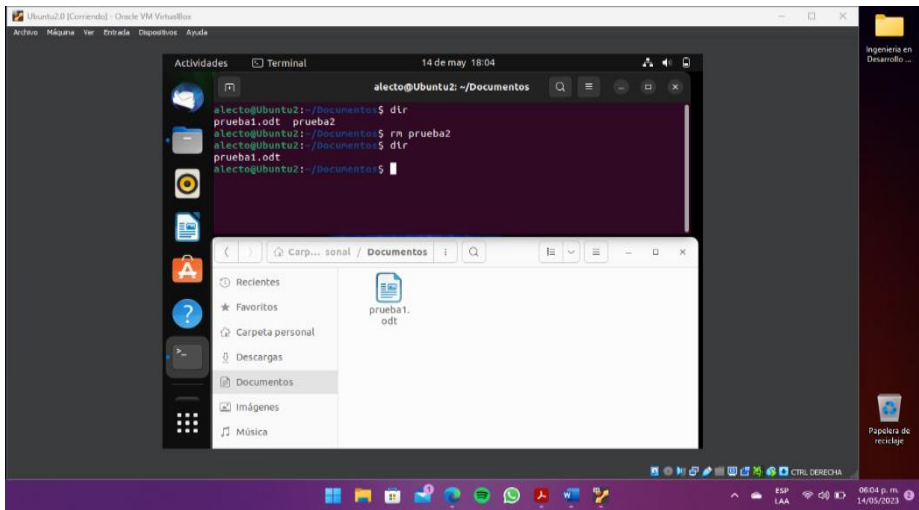 Ubuntu2.0 [Corriendo] - Oracle VM VirtualBox
Archivo Máquina Ver Entrada Dispositivos Ayuda
Ingenieria en
Desarrollo ...
Actividades Terminal 14 de may 18:04
alecto@Ubuntu2: ~/Documentos
alecto@Ubuntu2:~/Documentos$ dir
prueba1.odt prueba2
alecto@Ubuntu2:~/Documentos$ rm prueba2
alecto@Ubuntu2:~/Documentos$ dir
prueba1.odt
alecto@Ubuntu2:~/Documentos$
Carp... sonal / Documentos
Recientes
Favoritos
Carpeta personal
Descargas
Documentos
Imágenes
Música
prueba1.
odt
Papelera de
reciclaje
CTRL DERECHA
ESP
LAA
06:04 p. m.
14/05/2023